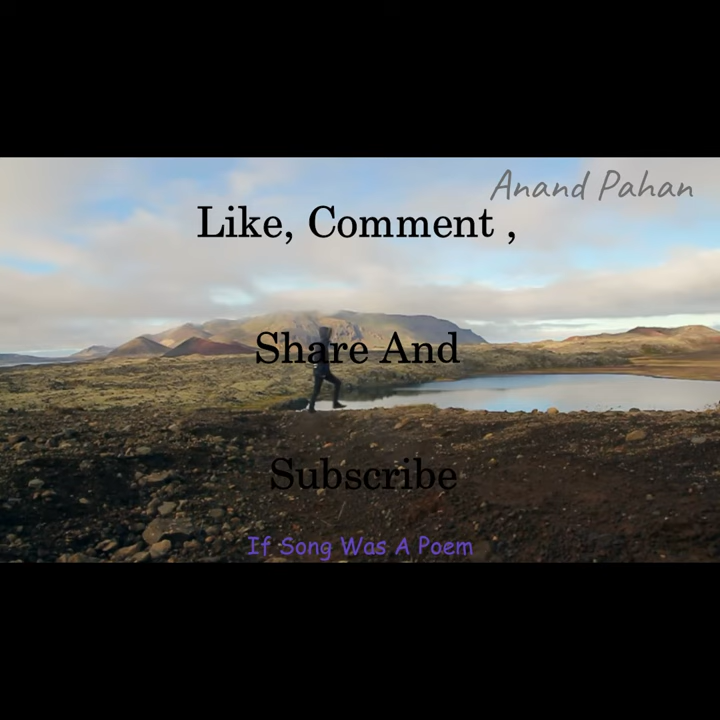 Anand Pahan
Like, Comment ,
Share And
Subscribe
If Song Was A Poem